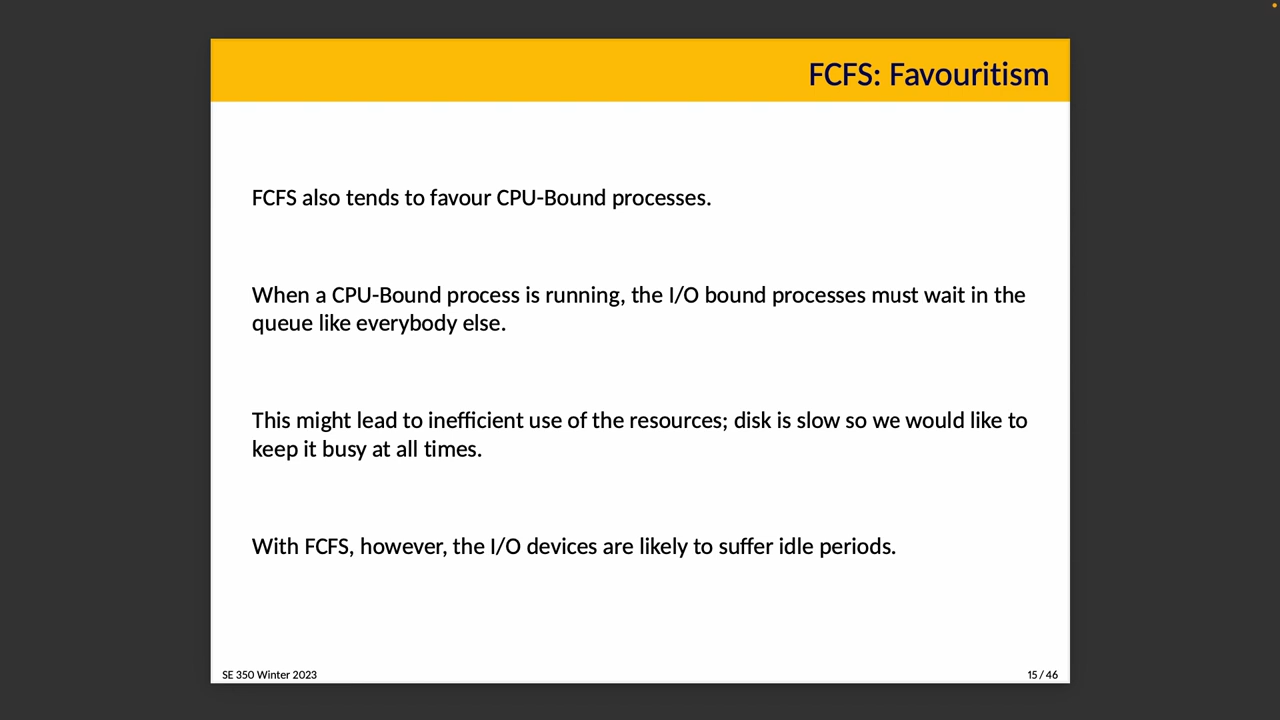 FCFS: Favouritism
FCFS also tends to favour CPU-Bound processes.
When a CPU-Bound process is running, the I/O bound processes must wait in the
queue like everybody else.
This might lead to inefficient use of the resources; disk is slow so we would like to
keep it busy at all times.
With FCFS, however, the I/O devices are likely to suffer idle periods.
SE 350 Winter 2023
15 / 46